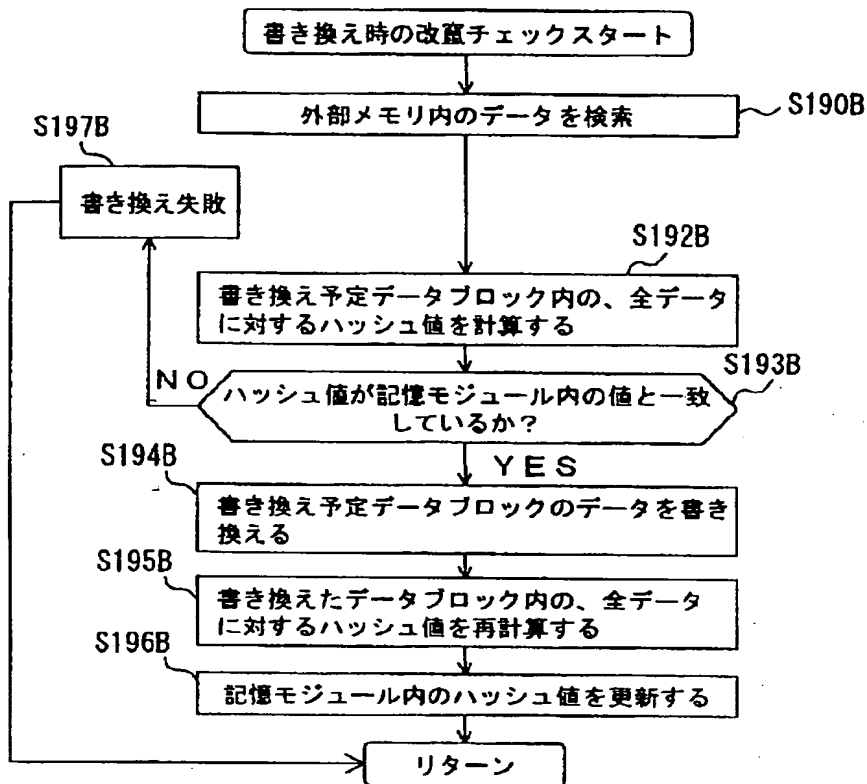 書き換え時の改竄チェックスタート
外部メモリ内のデータを検索
S190B
S197B
書き換え失敗
S192B
書き換え予定データブロック内の、全データ
に対するハッシュ値を計算する
S193B
NO
ハッシュ値が記憶モジュール内の値と一致
しているか？
YES
S194B
書き換え予定データブロックのデータを書き
換える
S195B
書き換えたデータブロック内の、全データ
に対するハッシュ値を再計算する
S196B
記憶モジュール内のハッシュ値を更新する
リターン